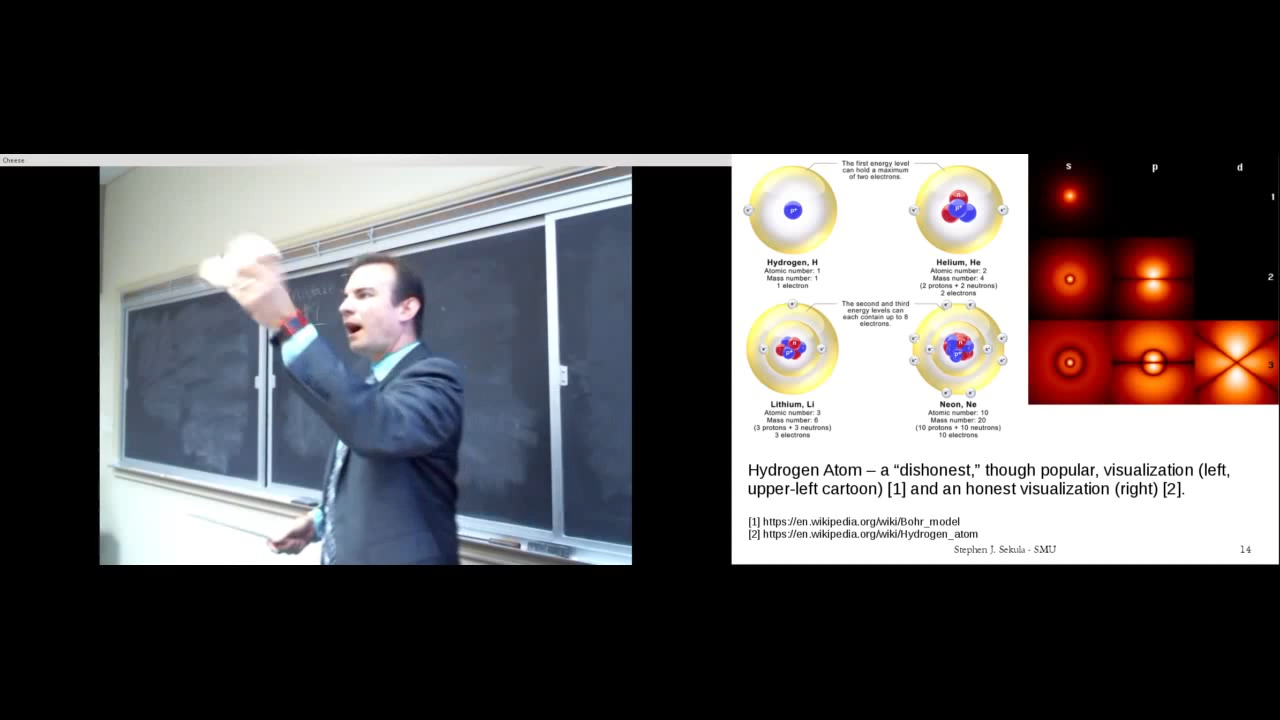 Cheese
The first energy level
can hold a maximum
of two electrons.
p+
e-
n
p+
e-
e-
Hydrogen, H
Atomic number: 1
Mass number: 1
1 electron
Helium, He
Atomic number: 2
Mass number: 4
(2 protons + 2 neutrons)
2 electrons
The second and third
energy levels can
each contain up to 8
electrons.
Lithium, Li
Atomic number: 3
Mass number: 6
(3 protons + 3 neutrons)
3 electrons
Neon, Ne
Atomic number: 10
Mass number: 20
(10 protons + 10 neutrons)
10 electrons
s p d
1
2
3
Hydrogen Atom – a “dishonest,” though popular, visualization (left,
upper-left cartoon) [1] and an honest visualization (right) [2].
[1] https://en.wikipedia.org/wiki/Bohr_model
[2] https://en.wikipedia.org/wiki/Hydrogen_atom
Stephen J. Sekula - SMU
14